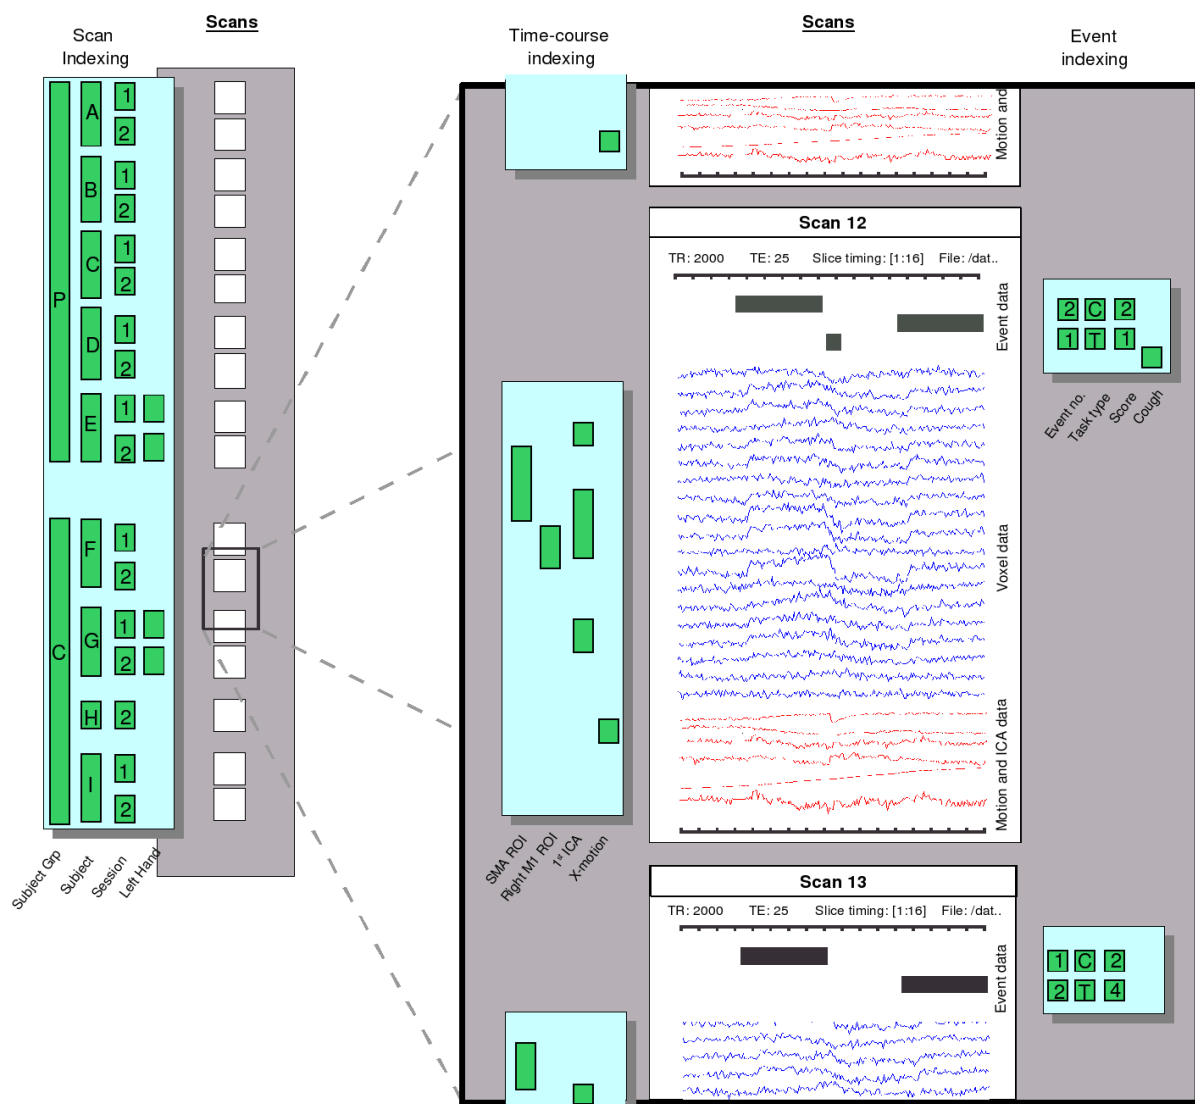 Scans
Scan
Indexing
A
1
2
B
1
2
C
1
2
P
D
1
2
E
1
2
F
1
2
C
G
1
2
H
2
I
1
2
Subject Grp
Subject
Session
Left Hand
Time-course
indexing
Scans
Event
indexing
Motion and
Scan 12
TR: 2000 TE: 25 Slice timing: [1:16] File: /dat..
Event data
Voxel data
Motion and ICA data
2 C 2
1 T 1
Event no.
Task type
Score
Cough
SMA ROI
Right M1 ROI
1st ICA
X-motion
Scan 13
TR: 2000 TE: 25 Slice timing: [1:16] File: /dat..
Event data
1 C 2
2 T 4